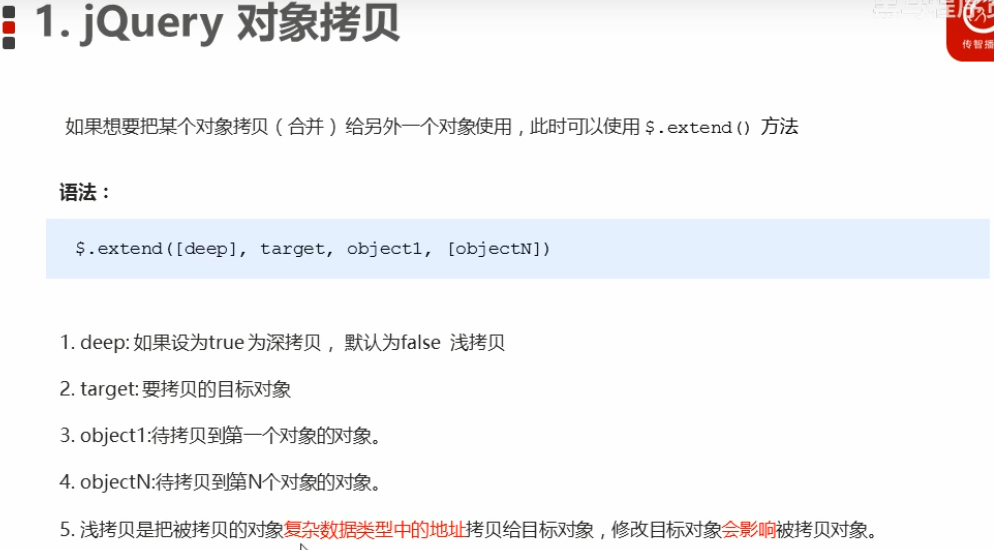 1. jQuery 对象拷贝
传智播
如果想要把某个对象拷贝（合并）给另外一个对象使用，此时可以使用 $.extend() 方法
语法：
$.extend([deep], target, object1, [objectN])
1. deep: 如果设为true 为深拷贝， 默认为false 浅拷贝
2. target: 要拷贝的目标对象
3. object1:待拷贝到第一个对象的对象。
4. objectN:待拷贝到第N个对象的对象。
5. 浅拷贝是把被拷贝的对象复杂数据类型中的地址拷贝给目标对象，修改目标对象会影响被拷贝对象。